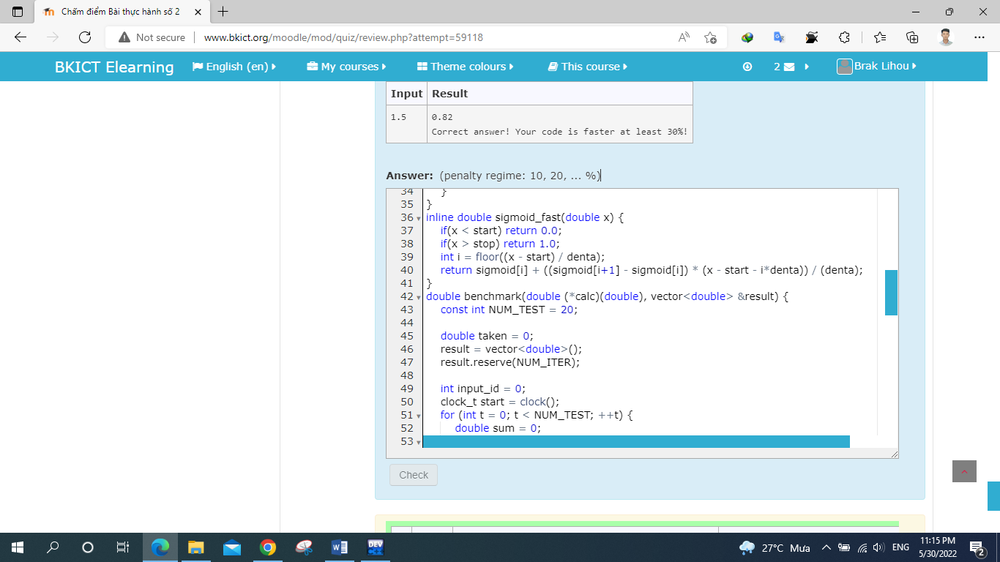 Chấm điểm Bài thực hành số 2
Not secure
www.bkict.org/moodle/mod/quiz/review.php?attempt=59118
BKICT Elearning
English (en)
My courses
Theme colours
This course
2
Brak Lihou
Input Result
1.5 0.82
Correct answer! Your code is faster at least 30%!
Answer: (penalty regime: 10, 20, ... %)
34 }
35 }
36 inline double sigmoid_fast(double x) {
37 if(x < start) return 0.0;
38 if(x > stop) return 1.0;
39 int i = floor((x - start) / denta);
40 return sigmoid[i] + ((sigmoid[i+1] - sigmoid[i]) * (x - start - i*denta)) / (denta);
41 }
42 double benchmark(double (*calc)(double), vector<double> &result) {
43 const int NUM_TEST = 20;
44
45 double taken = 0;
46 result = vector<double>();
47 result.reserve(NUM_ITER);
48
49 int input_id = 0;
50 clock_t start = clock();
51 for (int t = 0; t < NUM_TEST; ++t) {
52 double sum = 0;
53
Check
DEV
27°C Mưa
ENG
11:15 PM
5/30/2022
2